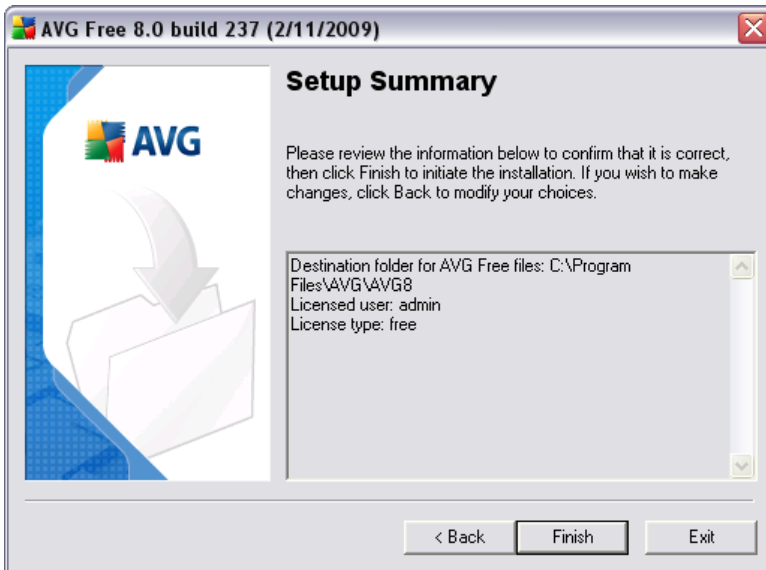 AVG Free 8.0 build 237 (2/11/2009)
AVG
Setup Summary
Please review the information below to confirm that it is correct,
then click Finish to initiate the installation. If you wish to make
changes, click Back to modify your choices.
Destination folder for AVG Free files: C:\Program
Files\AVG\AVG8
Licensed user: admin
License type: free
< Back
Finish
Exit